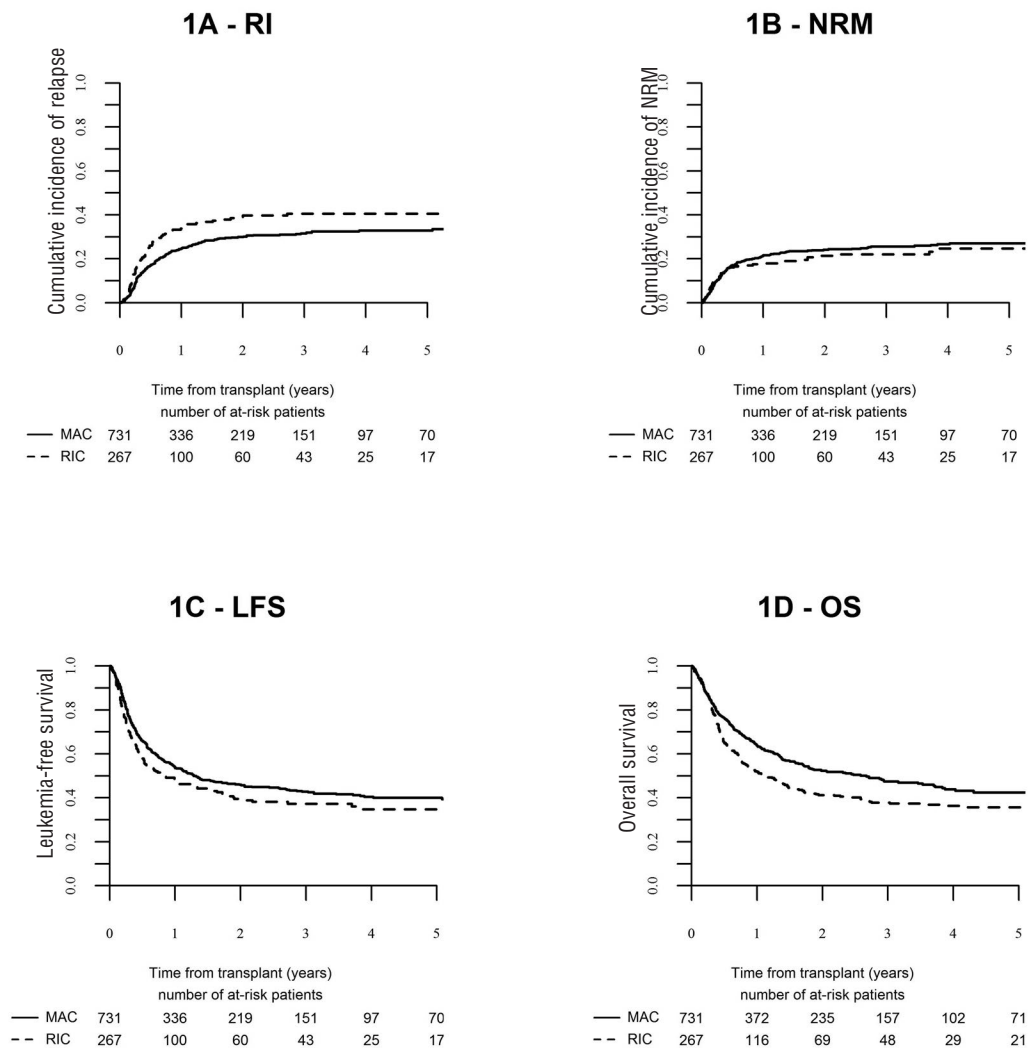 1A - RI
Cumulative incidence of relapse
1.0
0.8
0.6
0.4
0.2
0.0
0 1 2 3 4 5
Time from transplant (years)
number of at-risk patients
MAC 731 336 219 151 97 70
RIC 267 100 60 43 25 17
1B - NRM
Cumulative incidence of NRM
1.0
0.8
0.6
0.4
0.2
0.0
0 1 2 3 4 5
Time from transplant (years)
number of at-risk patients
MAC 731 336 219 151 97 70
RIC 267 100 60 43 25 17
1C - LFS
Leukemia-free survival
1.0
0.8
0.6
0.4
0.2
0.0
0 1 2 3 4 5
Time from transplant (years)
number of at-risk patients
MAC 731 336 219 151 97 70
RIC 267 100 60 43 25 17
1D - OS
Overall survival
1.0
0.8
0.6
0.4
0.2
0.0
0 1 2 3 4 5
Time from transplant (years)
number of at-risk patients
MAC 731 372 235 157 102 71
RIC 267 116 69 48 29 21